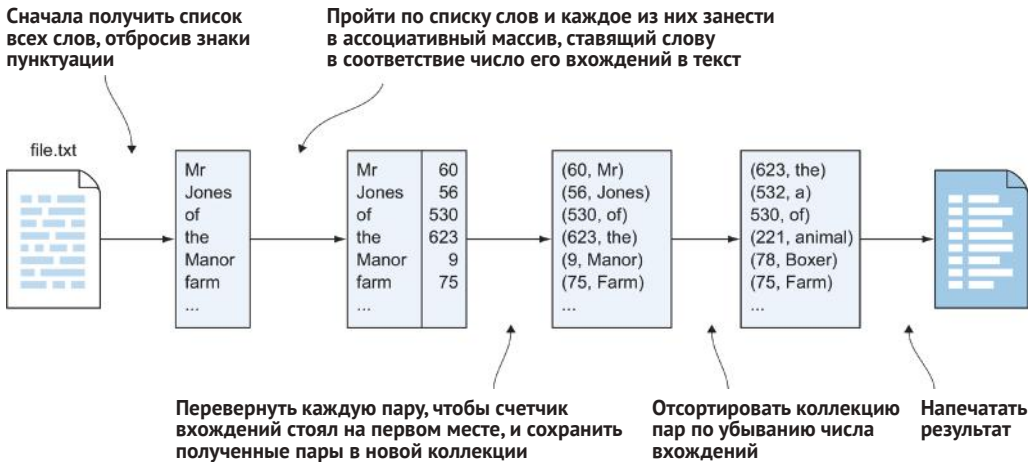 Сначала получить список
всех слов, отбросив знаки
пунктуации
Пройти по списку слов и каждое из них занести
в ассоциативный массив, ставящий слову
в соответствие число его вхождений в текст
file.txt
Mr
Jones
of
the
Manor
farm
...
Mr 60
Jones 56
of 530
the 623
Manor 9
farm 75
...
(60, Mr)
(56, Jones)
(530, of)
(623, the)
(9, Manor)
(75, Farm)
...
(623, the)
(532, a)
530, of)
(221, animal)
(78, Boxer)
(75, Farm)
...
Перевернуть каждую пару, чтобы счетчик
вхождений стоял на первом месте, и сохранить
полученные пары в новой коллекции
Отсортировать коллекцию
пар по убыванию числа
вхождений
Напечатать
результат